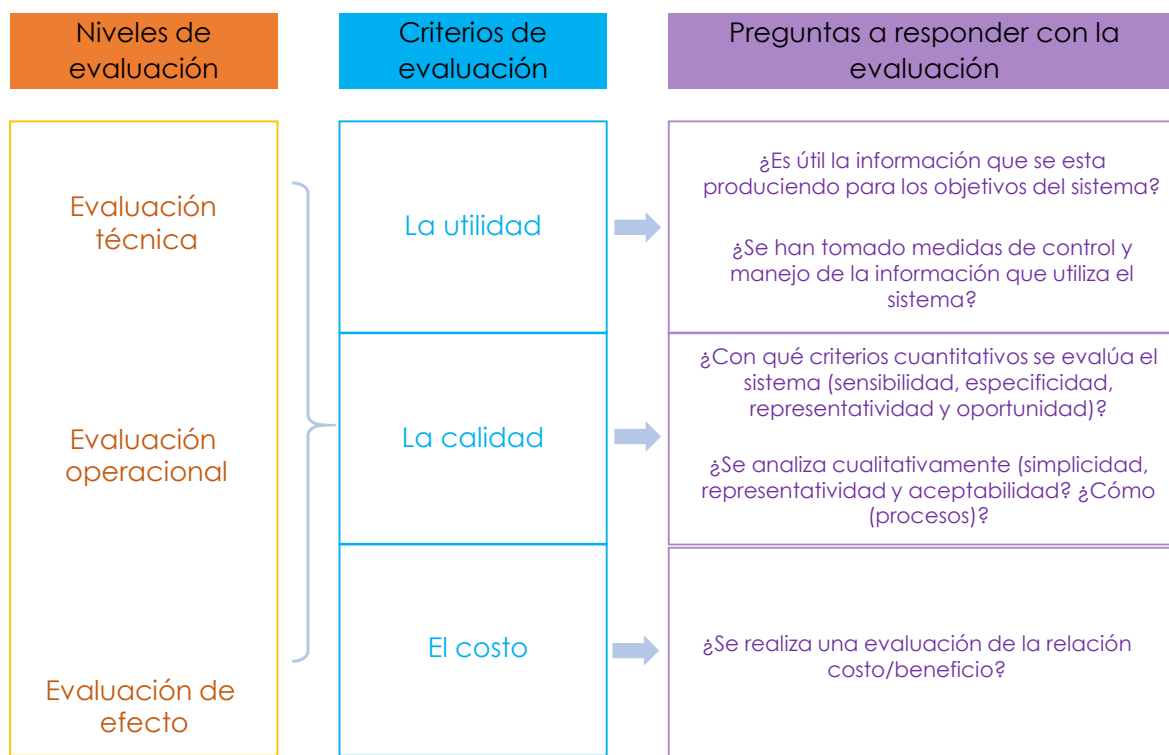 Niveles de
evaluación
Criterios de
evaluación
Preguntas a responder con la
evaluación
Evaluación
técnica
Evaluación
operacional
Evaluación de
efecto
La utilidad
¿Es útil la información que se esta
produciendo para los objetivos del sistema?
¿Se han tomado medidas de control y
manejo de la información que utiliza el
sistema?
La calidad
¿Con qué criterios cuantitativos se evalúa el
sistema (sensibilidad, especificidad,
representatividad y oportunidad)?
¿Se analiza cualitativamente (simplicidad,
representatividad y aceptabilidad? ¿Cómo
(procesos)?
El costo
¿Se realiza una evaluación de la relación
costo/beneficio?